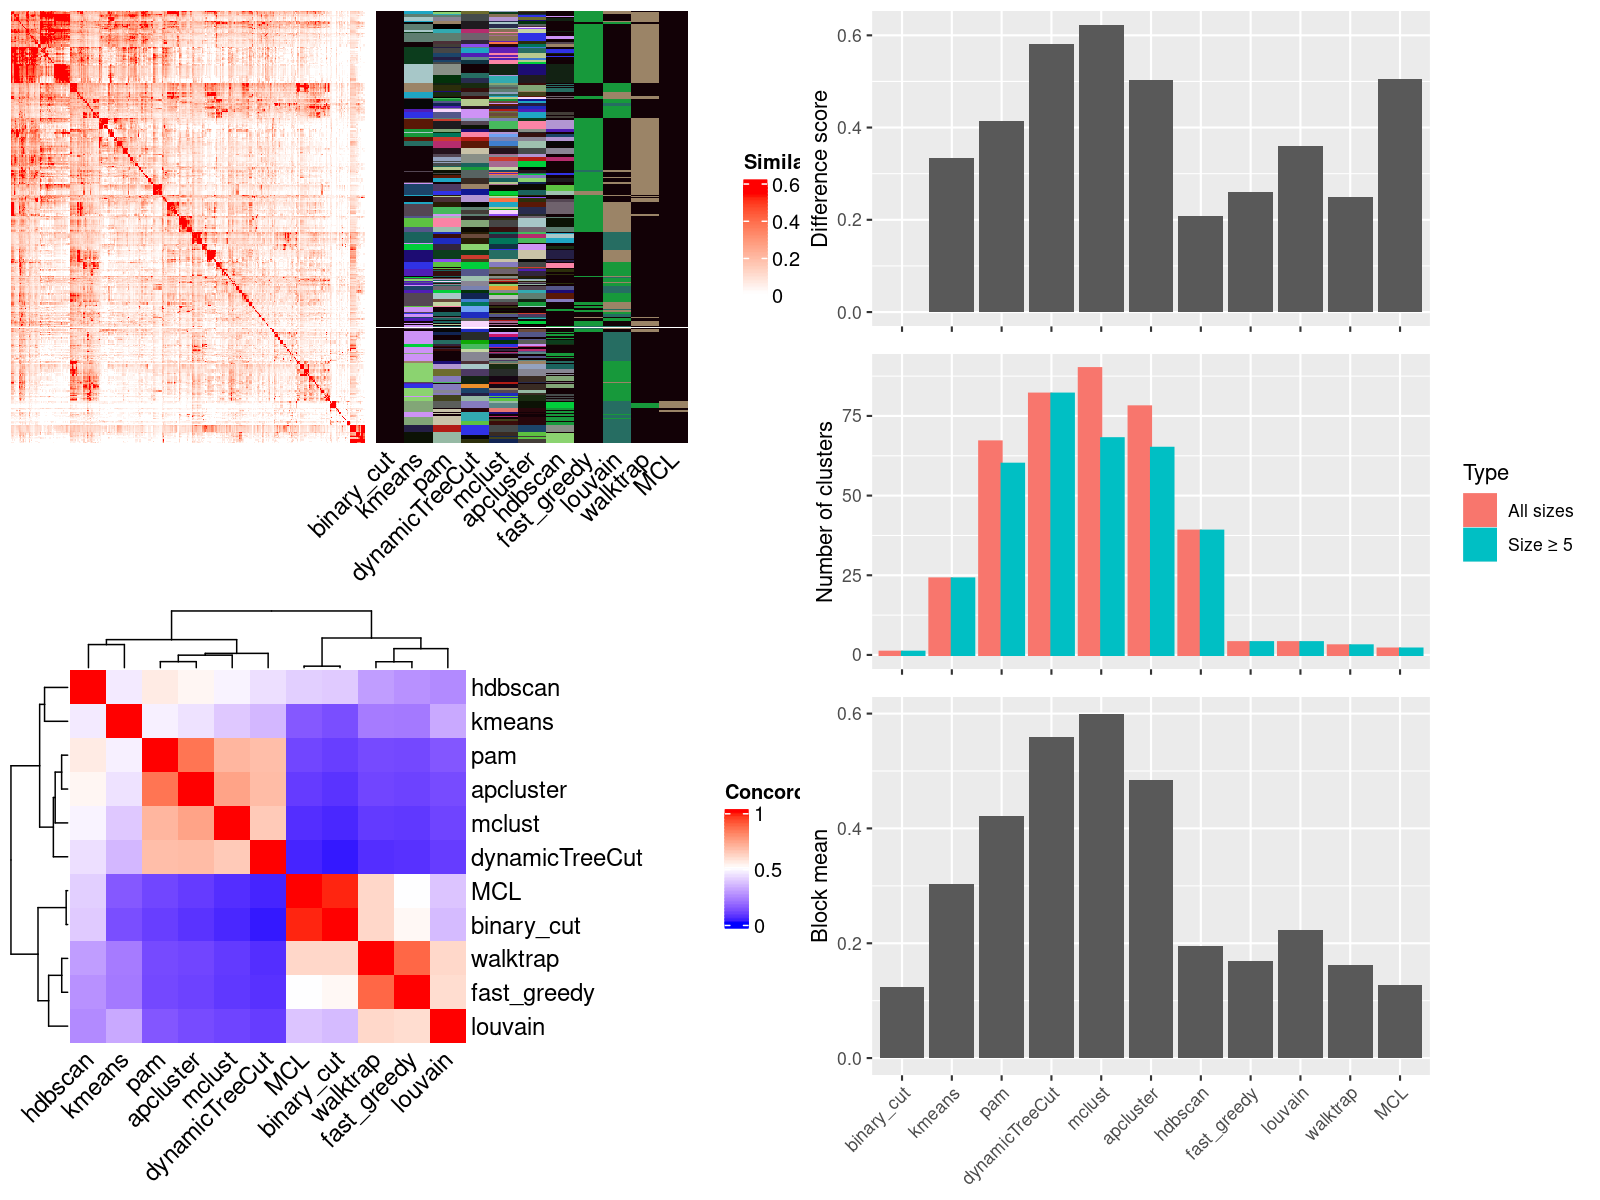 Simila
0.6
0.4
0.2
0
binary_cut
kmeans
pam
dynamicTreeCut
mclust
apcluster
hdbscan
fast_greedy
louvain
walktrap
MCL
hdbscan
kmeans
pam
apcluster
mclust
dynamicTreeCut
MCL
binary_cut
walktrap
fast_greedy
louvain
hdbscan
kmeans
pam
apcluster
mclust
dynamicTreeCut
MCL
binary_cut
walktrap
fast_greedy
louvain
Concord
1
0.5
0
Difference score
0.6
0.4
0.2
0.0
Number of clusters
75
50
25
0
Type
All sizes
Size ≥ 5
Block mean
0.6
0.4
0.2
0.0
binary_cut
kmeans
pam
dynamicTreeCut
mclust
apcluster
hdbscan
fast_greedy
louvain
walktrap
MCL